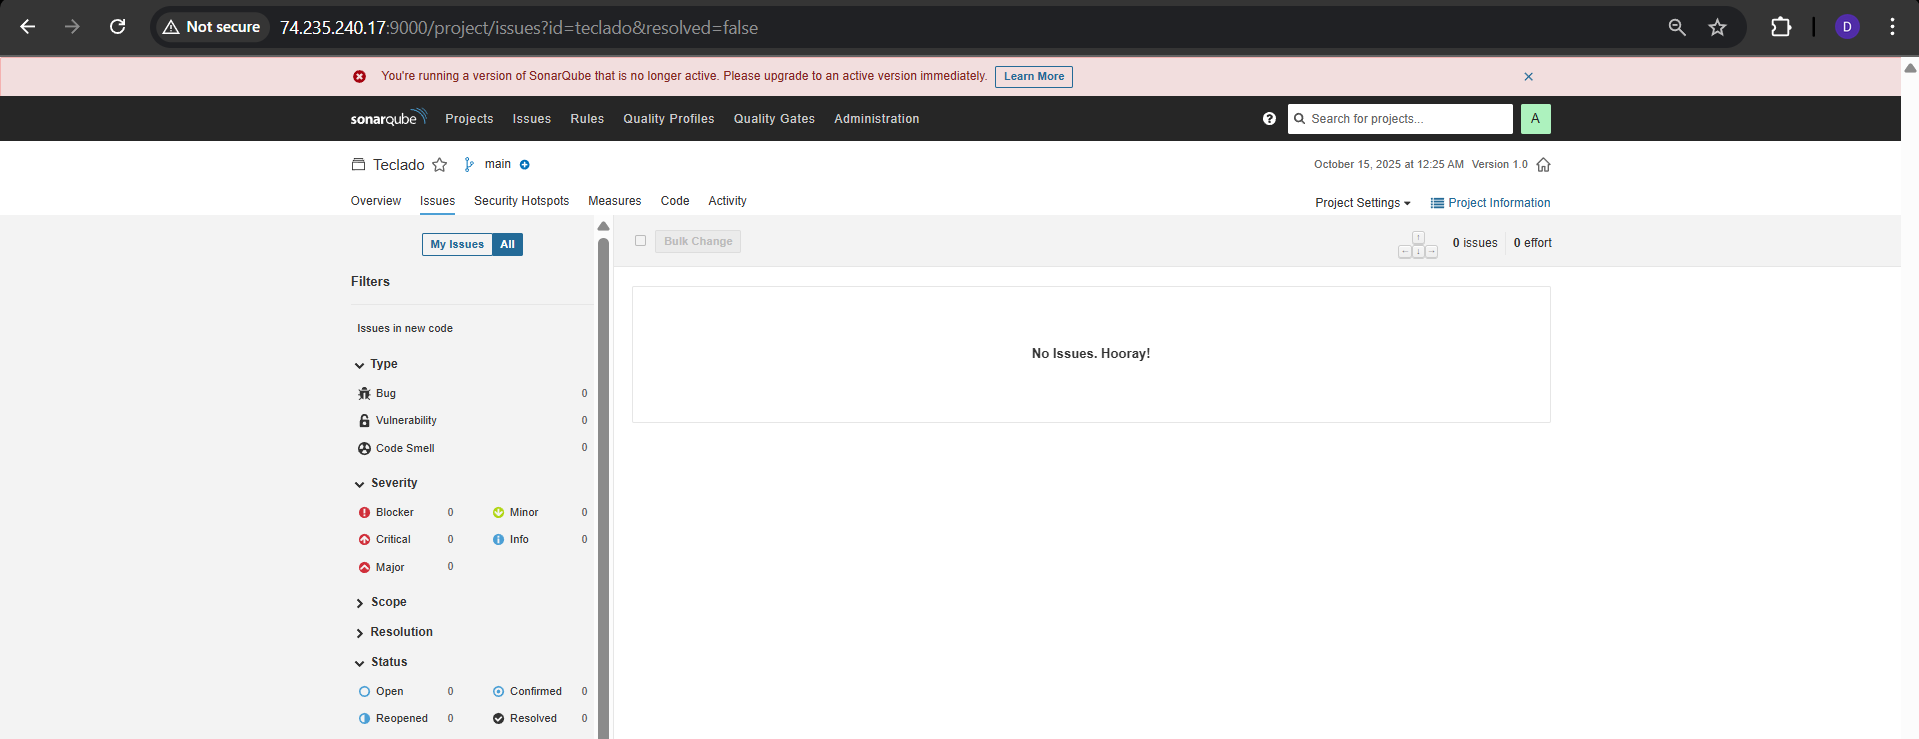 Not secure 74.235.240.17:9000/project/issues?id=teclado&resolved=false D
You're running a version of SonarQube that is no longer active. Please upgrade to an active version immediately. Learn More
sonarqube Projects Issues Rules Quality Profiles Quality Gates Administration Search for projects... A
Teclado main October 15, 2025 at 12:25 AM Version 1.0
Overview Issues Security Hotspots Measures Code Activity Project Settings Project Information
My Issues All Bulk Change 0 issues 0 effort
Filters
Issues in new code
No Issues. Hooray!
Type
Bug 0
Vulnerability 0
Code Smell 0
Severity
Blocker 0 Minor 0
Critical 0 Info 0
Major 0
Scope
Resolution
Status
Open 0 Confirmed 0
Reopened 0 Resolved 0